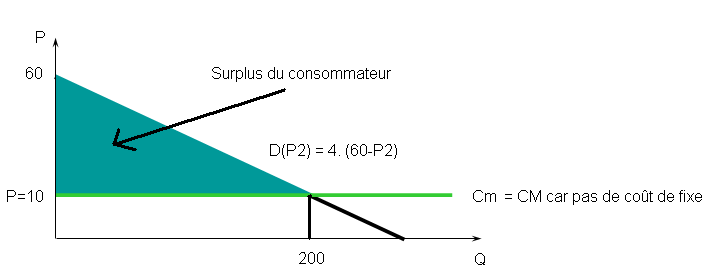 P
60
Surplus du consommateur
D(P2) = 4. (60-P2)
P=10
Cm = CM car pas de coût de fixe
200
Q